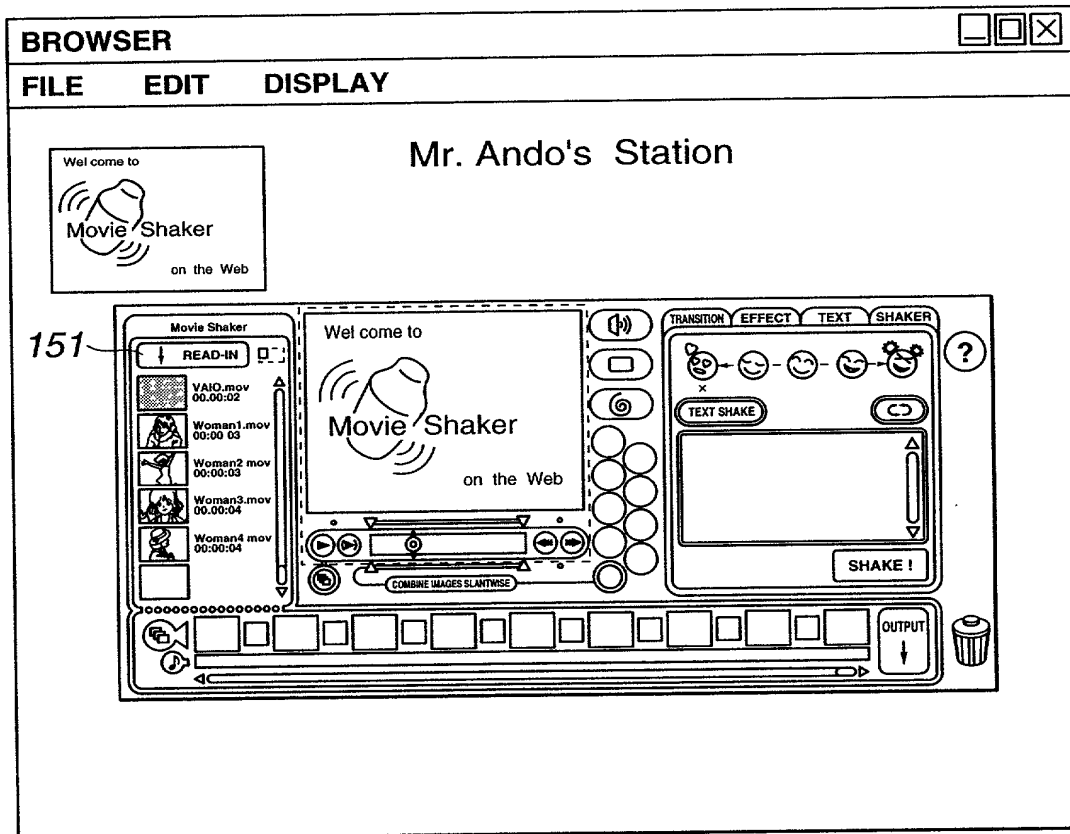 BROWSER
FILE EDIT DISPLAY
Mr. Ando's Station
Wel come to
Movie Shaker
on the Web
151
Movie Shaker
READ-IN
VAIO.mov
00.00:02
Woman1.mov
00:00 03
Woman2 mov
00:00:03
Woman3.mov
00.00:04
Woman4 mov
00:00:04
Wel come to
Movie Shaker
on the Web
COMBINE IMAGES SLANTWISE
TRANSITION EFFECT TEXT SHAKER
?
×
TEXT SHAKE
SHAKE !
OUTPUT